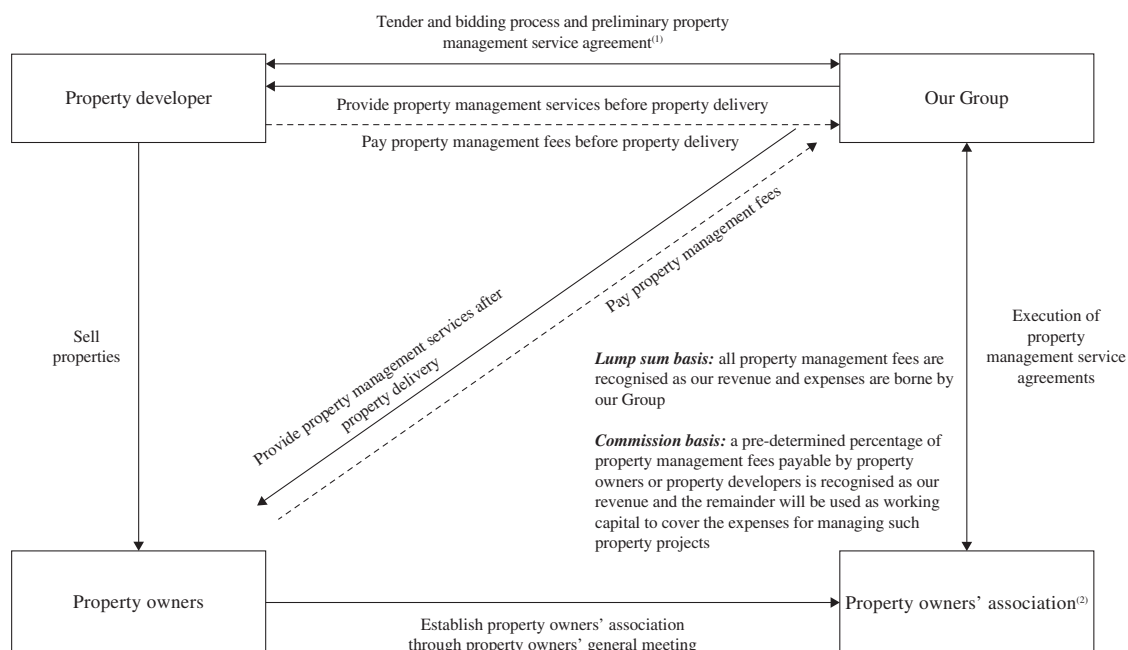 Tender and bidding process and preliminary property
management service agreement(1)
Property developer
Our Group
Provide property management services before property delivery
Pay property management fees before property delivery
Pay property management fees
Provide property management services after
property delivery
Sell
properties
Execution of
property
management service
agreements
Lump sum basis: all property management fees are
recognised as our revenue and expenses are borne by
our Group
Commission basis: a pre-determined percentage of
property management fees payable by property
owners or property developers is recognised as our
revenue and the remainder will be used as working
capital to cover the expenses for managing such
property projects
Property owners
Property owners’ association(2)
Establish property owners’ association
through property owners’ general meeting